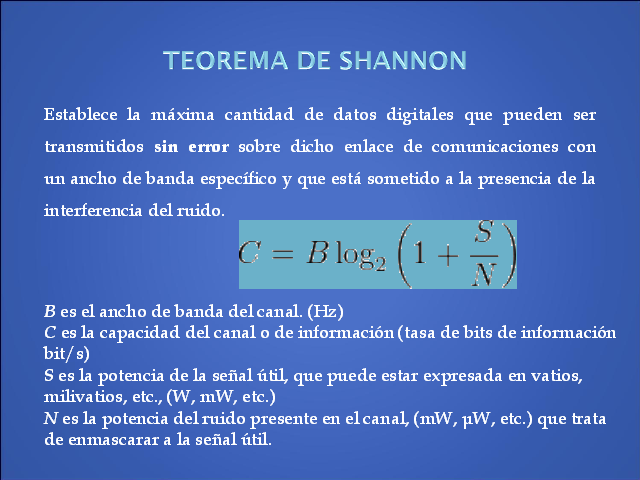 TEOREMA DE SHANNON
Establece la máxima cantidad de datos digitales que pueden ser
transmitidos sin error sobre dicho enlace de comunicaciones con
un ancho de banda específico y que está sometido a la presencia de la
interferencia del ruido.
C = B log₂ (1 + S/N)
B es el ancho de banda del canal. (Hz)
C es la capacidad del canal o de información (tasa de bits de información
bit/s)
S es la potencia de la señal útil, que puede estar expresada en vatios,
milivatios, etc., (W, mW, etc.)
N es la potencia del ruido presente en el canal, (mW, μW, etc.) que trata
de enmascarar a la señal útil.